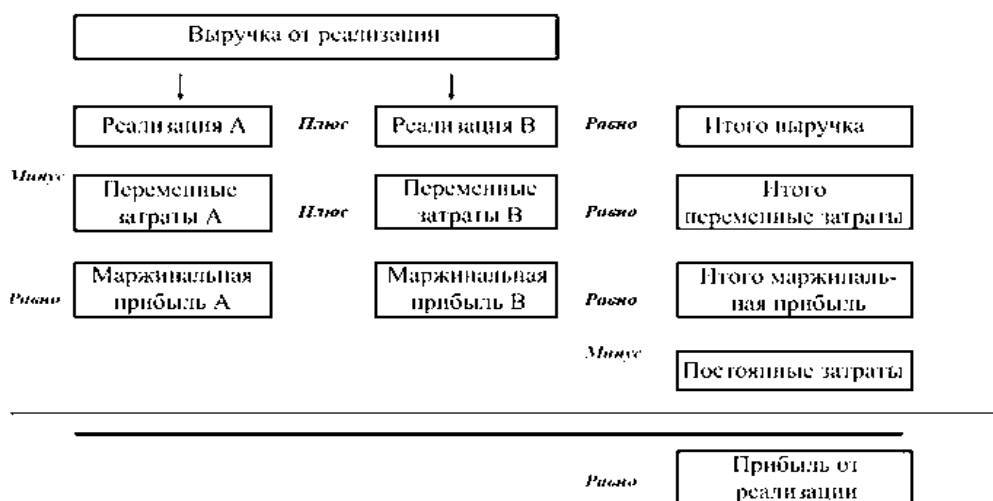 Выручка от реализации
Реализация А Плюс Реализация В Равно Итого выручка
Минус
Переменные затраты А Плюс Переменные затраты В Равно Итого переменные затраты
Равно Маржинальная прибыль А Маржинальная прибыль В Равно Итого маржиналь-ная прибыль
Минус
Постоянные затраты
Равно Прибыль от реализации